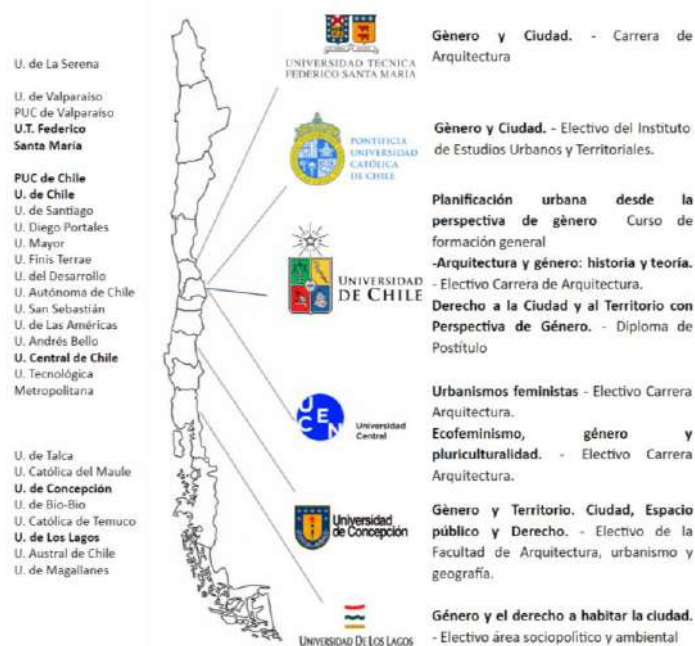 U. de La Serena
U. de Valparaíso
PUC de Valparaíso
U.T. Federico
Santa María
PUC de Chile
U. de Chile
U. de Santiago
U. Diego Portales
U. Mayor
U. Finis Terrae
U. del Desarrollo
U. Autónoma de Chile
U. San Sebastián
U. de Las Américas
U. Andrés Bello
U. Central de Chile
U. Tecnológica
Metropolitana
U. de Talca
U. Católica del Maule
U. de Concepción
U. de Bio-Bio
U. Católica de Temuco
U. de Los Lagos
U. Austral de Chile
U. de Magallanes
UNIVERSIDAD TECNICA
FEDERICO SANTA MARIA
PONTIFICIA
UNIVERSIDAD
CATÓLICA
DE CHILE
UNIVERSIDAD
DE CHILE
UCEN
Universidad
Central
Universidad
de Concepción
UNIVERSIDAD DE LOS LAGOS
Gènero y Ciudad. - Carrera de
Arquitectura
Gènero y Ciudad. - Electivo del Instituto
de Estudios Urbanos y Territoriales.
Planificación urbana desde la
perspectiva de gènero Curso de
formación general
-Arquitectura y género: historia y teoría.
- Electivo Carrera de Arquitectura.
Derecho a la Ciudad y al Territorio con
Perspectiva de Género. - Diploma de
Postítulo
Urbanismos feministas - Electivo Carrera
Arquitectura.
Ecofeminismo, género y
pluriculturalidad. - Electivo Carrera
Arquitectura.
Gènero y Territorio. Ciudad, Espacio
público y Derecho. - Electivo de la
Facultad de Arquitectura, urbanismo y
geografía.
Género y el derecho a habitar la ciudad.
- Electivo área sociopolítico y ambiental